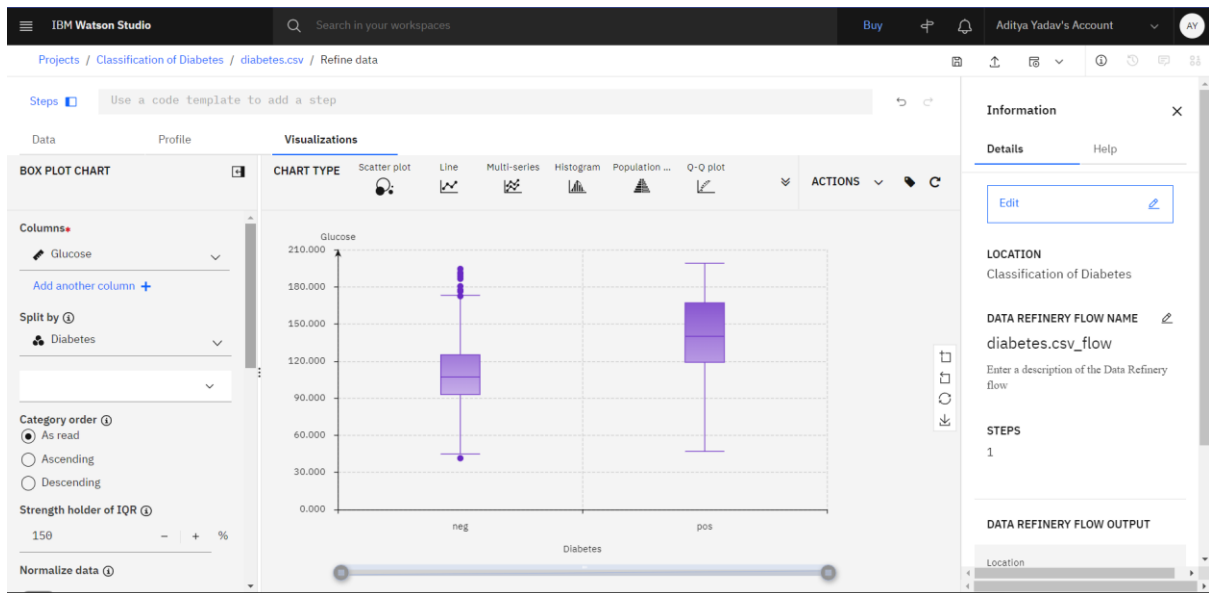 IBM Watson Studio
Search in your workspaces
Buy
Aditya Yadav's Account
AY
Projects / Classification of Diabetes / diabetes.csv / Refine data
Steps
Use a code template to add a step
Data
Profile
Visualizations
BOX PLOT CHART
Columns
Glucose
Add another column +
Split by
Diabetes
Category order
As read
Ascending
Descending
Strength holder of IQR
150 - + %
Normalize data
CHART TYPE
Scatter plot
Line
Multi-series
Histogram
Population ...
Q-Q plot
ACTIONS
Glucose
210.000
180.000
150.000
120.000
90.000
60.000
30.000
0.000
neg
pos
Diabetes
Information
Details
Help
Edit
LOCATION
Classification of Diabetes
DATA REFINERY FLOW NAME
diabetes.csv_flow
Enter a description of the Data Refinery
flow
STEPS
1
DATA REFINERY FLOW OUTPUT
Location